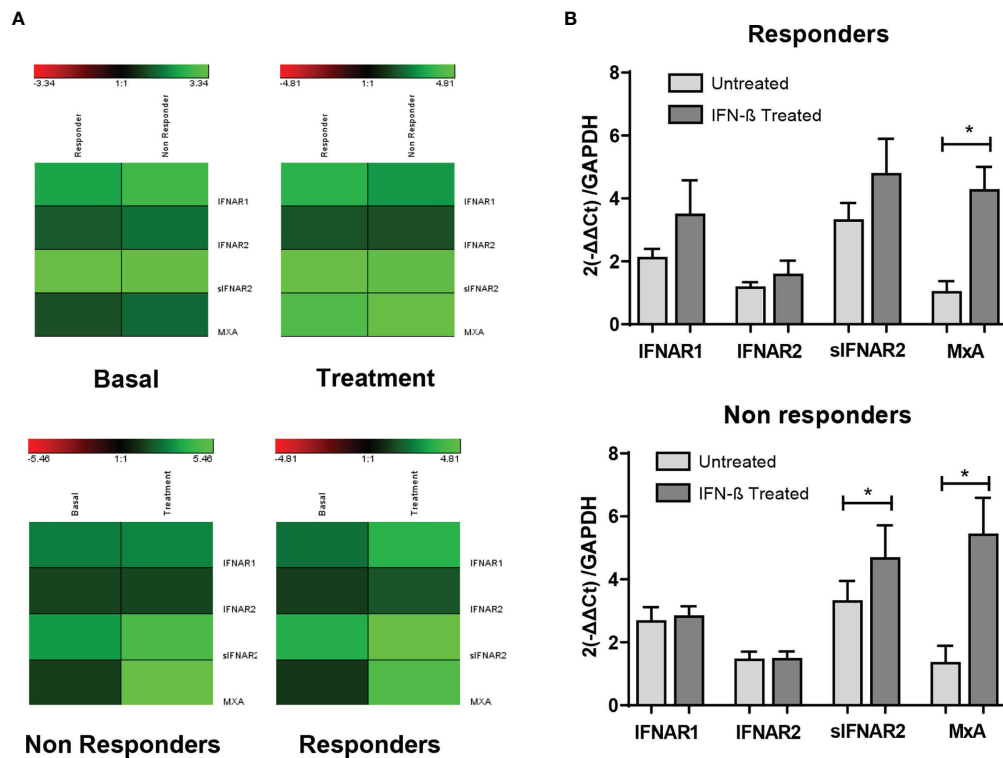 A
-3.34 1:1 3.34
Responder
Non Responder
IFNAR1
IFNAR2
sIFNAR2
MXA
Basal
-4.81 1:1 4.81
Responder
Non Responder
IFNAR1
IFNAR2
sIFNAR2
MXA
Treatment
-5.46 1:1 5.46
Basal
Treatment
IFNAR1
IFNAR2
sIFNAR2
MXA
Non Responders
-4.81 1:1 4.81
Basal
Treatment
IFNAR1
IFNAR2
sIFNAR2
MXA
Responders
B
Responders
Untreated
IFN-ß Treated
*
2(-ΔΔCt) /GAPDH
8
6
4
2
0
IFNAR1 IFNAR2 sIFNAR2 MxA
Non responders
Untreated
IFN-ß Treated
* *
2(-ΔΔCt) /GAPDH
8
6
4
2
0
IFNAR1 IFNAR2 sIFNAR2 MxA